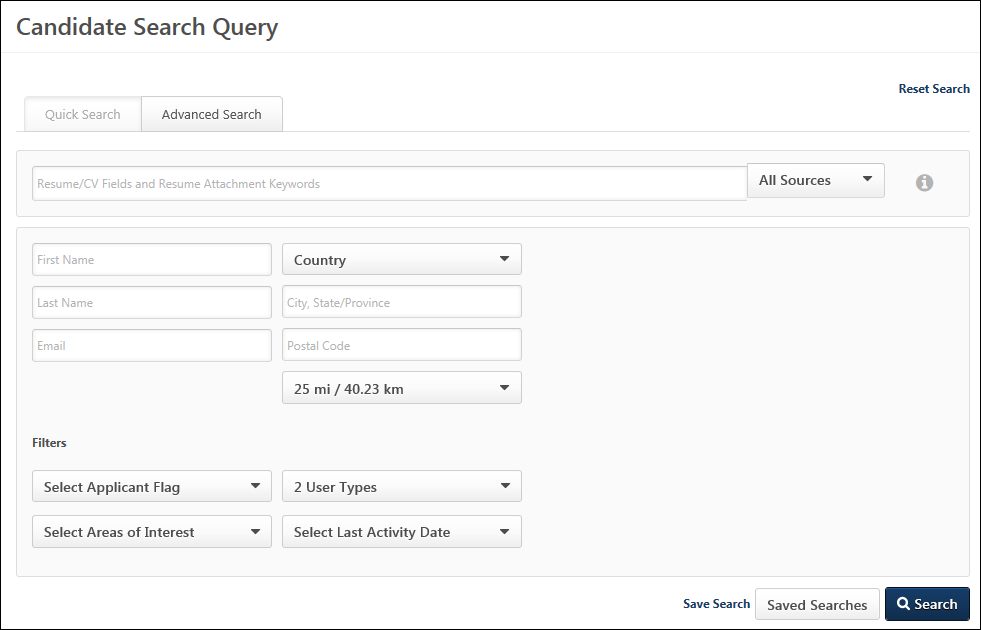 Candidate Search Query
Reset Search
Quick Search Advanced Search
Resume/CV Fields and Resume Attachment Keywords All Sources
First Name Country
Last Name City, State/Province
Email Postal Code
25 mi / 40.23 km
Filters
Select Applicant Flag 2 User Types
Select Areas of Interest Select Last Activity Date
Save Search Saved Searches Search